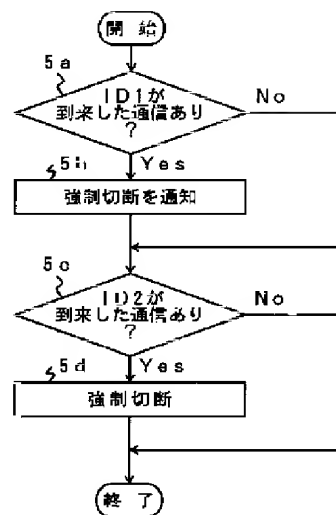 開 始
5a
ID1が
到来した通信あり
?
No
Yes
5b
強制切断を通知
5c
ID2が
到来した通信あり
?
No
Yes
5d
強制切断
終 了